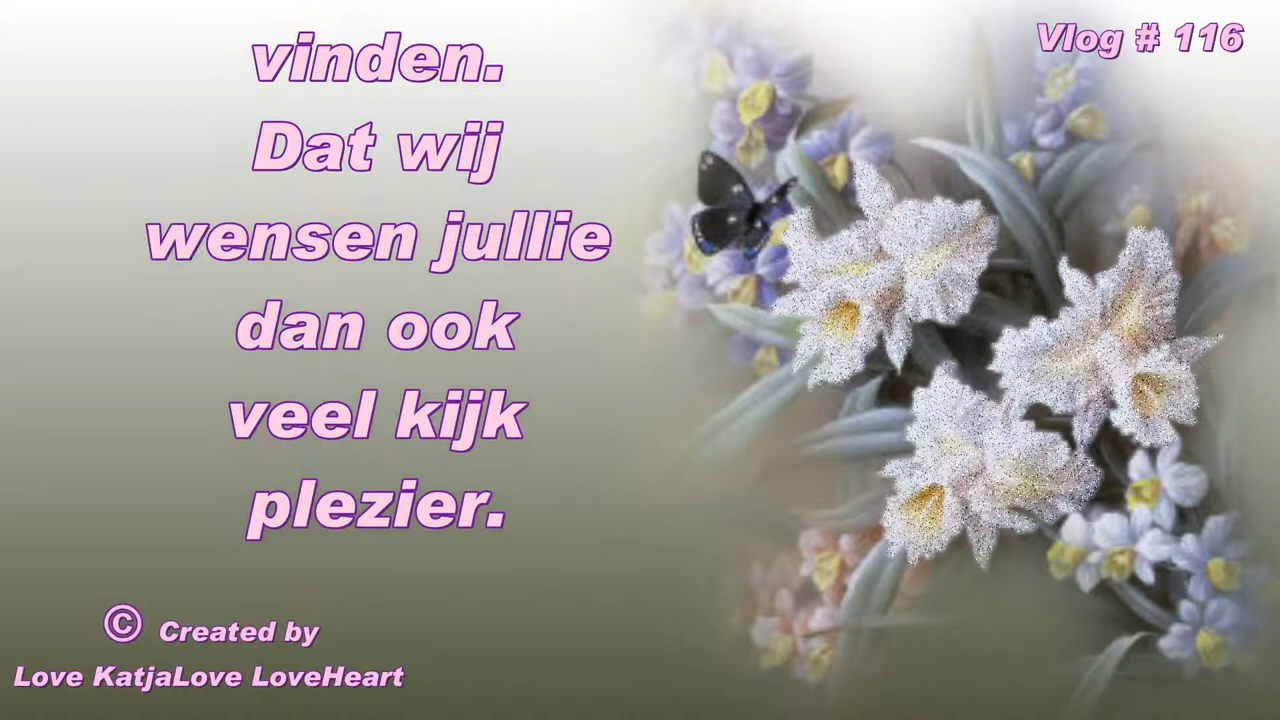 vinden.
Dat wij
wensen jullie
dan ook
veel kijk
plezier.
Vlog # 116
© Created by
Love KatjaLove LoveHeart